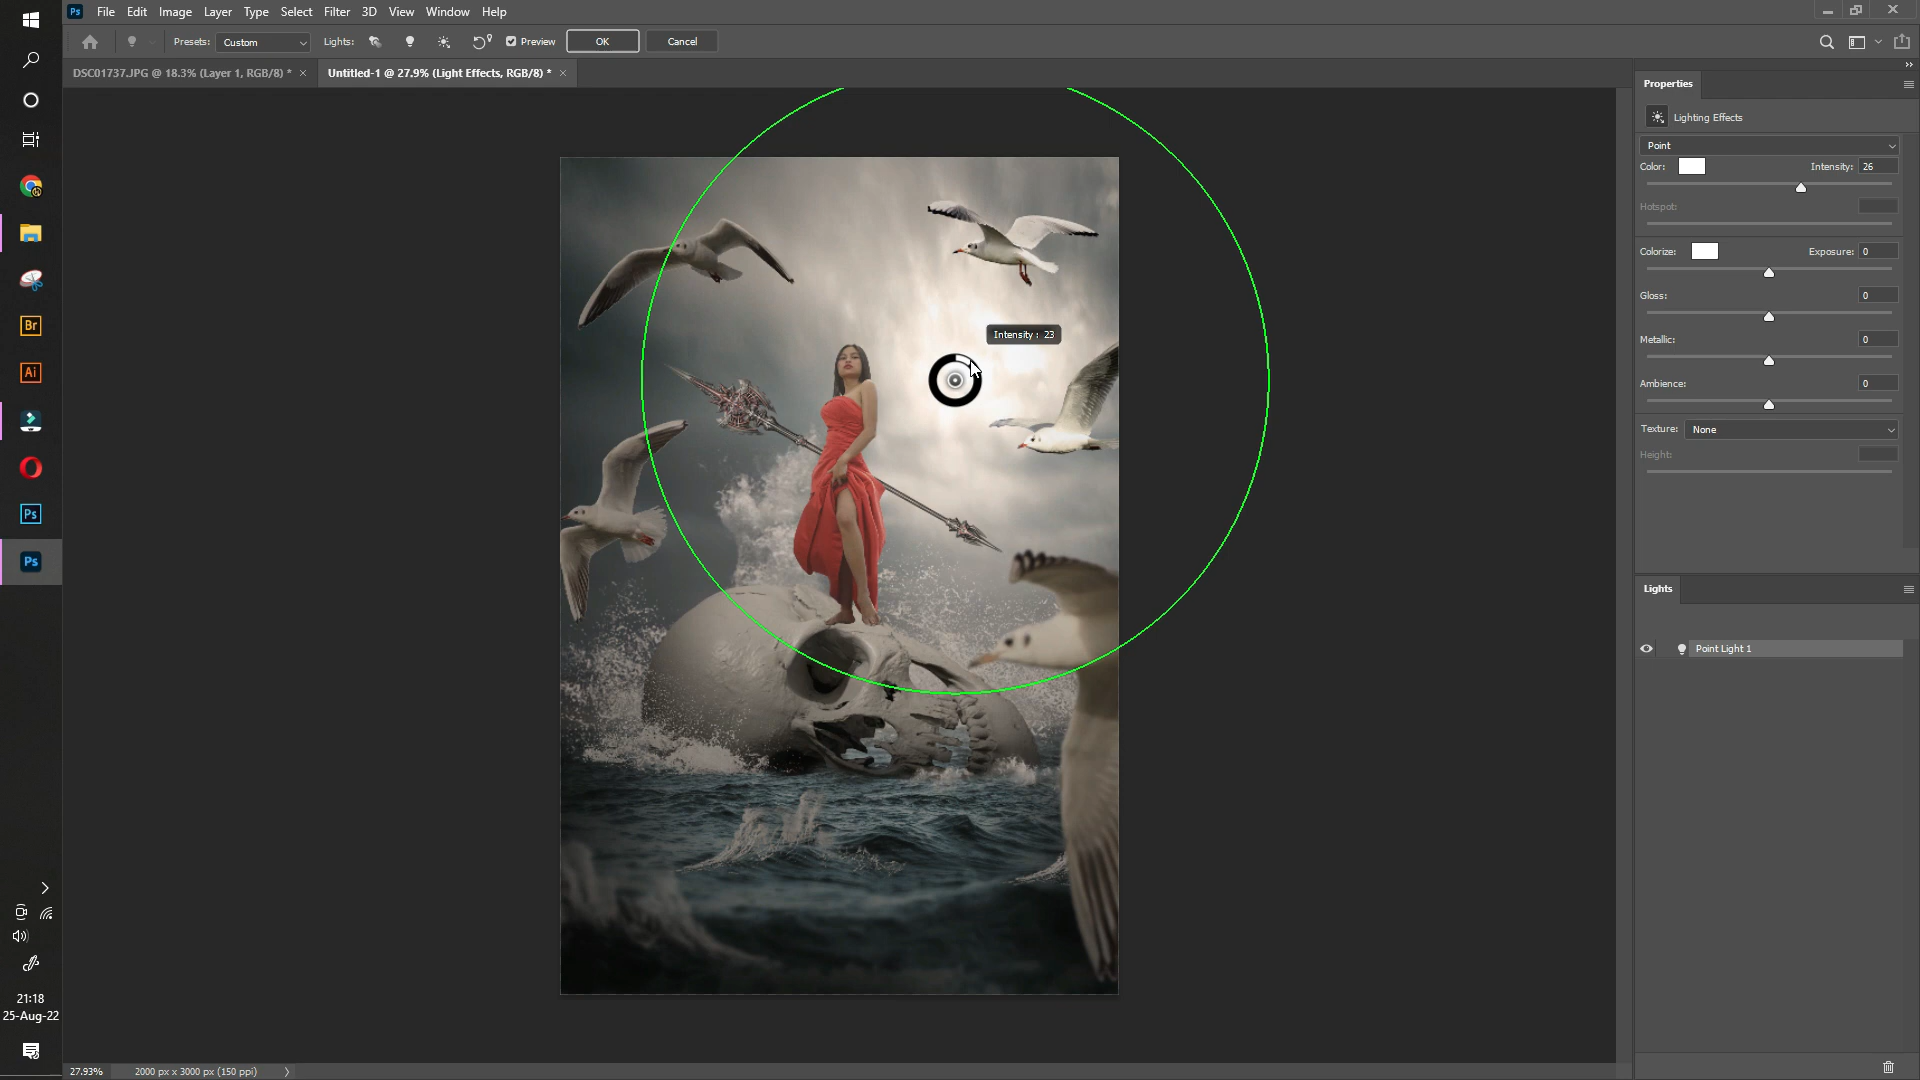 Ps File Edit Image Layer Type Select Filter 3D View Window Help
Presets: Custom Lights: Preview OK Cancel
DSC01737.JPG @ 18.3% (Layer 1, RGB/8) * × Untitled-1 @ 27.9% (Light Effects, RGB/8) * ×
Properties
Lighting Effects
Point
Color: Intensity: 26
Hotspot:
Colorize: Exposure: 0
Gloss: 0
Metallic: 0
Ambience: 0
Texture: None
Height:
Lights
Point Light 1
Intensity : 23
Br
Ai
Ps
Ps
21:18
25-Aug-22
27.93% 2000 px x 3000 px (150 ppi)